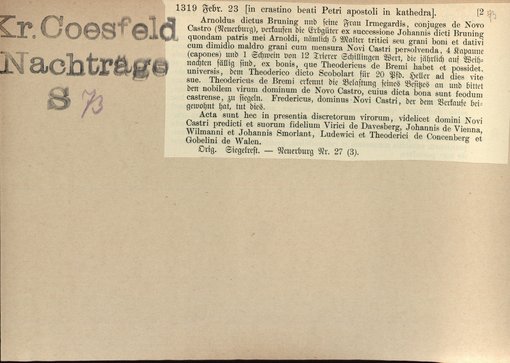 Kr. Coesfeld
Nachträge
S 73
1319 Febr. 23 [in crastino beati Petri apostoli in kathedra]. [2
Arnoldus dictus Bruning und seine Frau Irmegardis, conjuges de Novo
Castro (Neuerburg), verkaufen die Erbgüter ex successione Johannis dicti Bruning
quondam patris mei Arnoldi, nämlich 5 Malter tritici seu grani boni et dativi
cum dimidio maldro grani cum mensura Novi Castri persolvenda, 4 Kapaune
(capones) und 1 Schwein von 12 Trierer Schillingen Wert, die jährlich auf Weih-
nachten fällig sind, ex bonis, que Theodericus de Bremi habet et possidet,
universis, dem Theoderico dicto Scobolart für 20 Pfd. Heller ad dies vite
sue. Theodericus de Bremi erkennt die Belastung seines Besitzes an und bittet
den nobilem virum dominum de Novo Castro, cuius dicta bona sunt feodum
castrense, zu siegeln. Fredericus, dominus Novi Castri, der dem Verkaufe bei-
gewohnt hat, tut dies.
Acta sunt hec in presentia discretorum virorum, videlicet domini Novi
Castri predicti et suorum fidelium Virici de Davesberg, Johannis de Vienna,
Wilmanni et Johannis Smorlant, Ludewici et Theoderici de Concenberg et
Gobelini de Walen.
Orig. Siegelrest. — Neuerburg Nr. 27 (3).